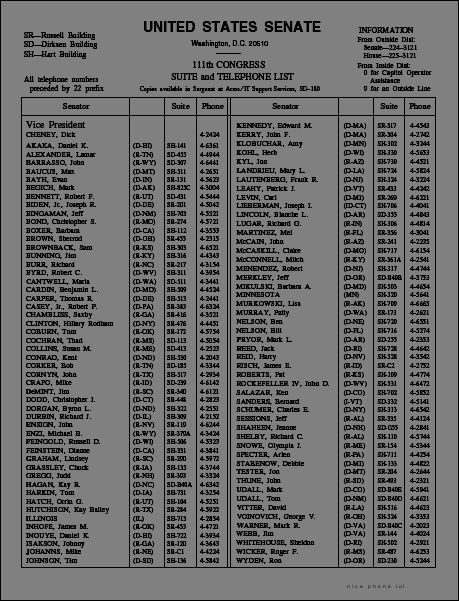 UNITED STATES SENATE
Washington, D.C. 20510
111th CONGRESS
SUITE and TELEPHONE LIST
Copies available in Sergeant at Arms/IT Support Services, SD-180
SR—Russell Building
SD—Dirksen Building
SH—Hart Building
All telephone numbers
preceded by 22 prefix
INFORMATION
From Outside Dial:
Senate—224-3121
House—225-3121
From Inside Dial:
0 for Capitol Operator
Assistance
9 for an Outside Line
Senator Suite Phone
Vice President
CHENEY, Dick 4-2424
AKAKA, Daniel K. (D-HI) SH-141 4-6361
ALEXANDER, Lamar (R-TN) SD-455 4-4944
BARRASSO, John (R-WY) SD-307 4-6441
BAUCUS, Max (D-MT) SH-511 4-2651
BAYH, Evan (D-IN) SR-131 4-5623
BEGICH, Mark (D-AK) SH-825C 4-3004
BENNETT, Robert F. (R-UT) SD-431 4-5444
BIDEN, Jr., Joseph R. (D-DE) SR-201 4-5042
BINGAMAN, Jeff (D-NM) SH-703 4-5521
BOND, Christopher S. (R-MO) SR-274 4-5721
BOXER, Barbara (D-CA) SH-112 4-3553
BROWN, Sherrod (D-OH) SR-455 4-2315
BROWNBACK, Sam (R-KS) SH-303 4-6521
BUNNING, Jim (R-KY) SH-316 4-4343
BURR, Richard (R-NC) SR-217 4-3154
BYRD, Robert C. (D-WV) SH-311 4-3954
CANTWELL, Maria (D-WA) SD-511 4-3441
CARDIN, Benjamin L. (D-MD) SH-509 4-4524
CARPER, Thomas R. (D-DE) SH-513 4-2441
CASEY, Jr., Robert P. (D-PA) SR-383 4-6324
CHAMBLISS, Saxby (R-GA) SR-416 4-3521
CLINTON, Hillary Rodham (D-NY) SR-476 4-4451
COBURN, Tom (R-OK) SR-172 4-5754
COCHRAN, Thad (R-MS) SD-113 4-5054
COLLINS, Susan M. (R-ME) SD-413 4-2523
CONRAD, Kent (D-ND) SH-530 4-2043
CORKER, Bob (R-TN) SD-185 4-3344
CORNYN, John (R-TX) SH-517 4-2934
CRAPO, Mike (R-ID) SD-239 4-6142
DeMINT, Jim (R-SC) SR-340 4-6121
DODD, Christopher J. (D-CT) SR-448 4-2823
DORGAN, Byron L. (D-ND) SH-322 4-2551
DURBIN, Richard J. (D-IL) SH-309 4-2152
ENSIGN, John (R-NV) SR-119 4-6244
ENZI, Michael B. (R-WY) SR-379A 4-3424
FEINGOLD, Russell D. (D-WI) SH-506 4-5323
FEINSTEIN, Dianne (D-CA) SH-331 4-3841
GRAHAM, Lindsey (R-SC) SR-290 4-5972
GRASSLEY, Chuck (R-IA) SH-135 4-3744
GREGG, Judd (R-NH) SR-393 4-3324
HAGAN, Kay R. (D-NC) SD-B40A 4-6342
HARKIN, Tom (D-IA) SH-731 4-3254
HATCH, Orrin G. (R-UT) SH-104 4-5251
HUTCHISON, Kay Bailey (R-TX) SR-284 4-5922
ILLINOIS (IL) SH-713 4-2854
INHOFE, James M. (R-OK) SR-453 4-4721
INOUYE, Daniel K. (D-HI) SH-722 4-3934
ISAKSON, Johnny (R-GA) SR-120 4-3643
JOHANNS, Mike (R-NE) SR-C1 4-4224
JOHNSON, Tim (D-SD) SH-136 4-5842
Senator Suite Phone
KENNEDY, Edward M. (D-MA) SR-317 4-4543
KERRY, John F. (D-MA) SR-304 4-2742
KLOBUCHAR, Amy (D-MN) SH-302 4-3244
KOHL, Herb (D-WI) SH-330 4-5653
KYL, Jon (R-AZ) SH-730 4-4521
LANDRIEU, Mary L. (D-LA) SH-724 4-5824
LAUTENBERG, Frank R. (D-NJ) SH-324 4-3224
LEAHY, Patrick J. (D-VT) SR-433 4-4242
LEVIN, Carl (D-MI) SR-269 4-6221
LIEBERMAN, Joseph I. (ID-CT) SH-706 4-4041
LINCOLN, Blanche L. (D-AR) SD-355 4-4843
LUGAR, Richard G. (R-IN) SH-306 4-4814
MARTINEZ, Mel (R-FL) SR-356 4-3041
McCAIN, John (R-AZ) SR-241 4-2235
McCASKILL, Claire (D-MO) SH-717 4-6154
McCONNELL, Mitch (R-KY) SR-361A 4-2541
MENENDEZ, Robert (D-NJ) SH-317 4-4744
MERKLEY, Jeff (D-OR) SD-B40B 4-3753
MIKULSKI, Barbara A. (D-MD) SH-503 4-4654
MINNESOTA (MN) SH-320 4-5641
MURKOWSKI, Lisa (R-AK) SH-709 4-6665
MURRAY, Patty (D-WA) SR-173 4-2621
NELSON, Ben (D-NE) SH-720 4-6551
NELSON, Bill (D-FL) SH-716 4-5274
PRYOR, Mark L. (D-AR) SD-255 4-2353
REED, Jack (D-RI) SH-728 4-4642
REID, Harry (D-NV) SH-528 4-3542
RISCH, James E. (R-ID) SR-C2 4-2752
ROBERTS, Pat (R-KS) SH-109 4-4774
ROCKEFELLER IV, John D. (D-WV) SH-531 4-6472
SALAZAR, Ken (D-CO) SH-702 4-5852
SANDERS, Bernard (I-VT) SD-332 4-5141
SCHUMER, Charles E. (D-NY) SH-313 4-6542
SESSIONS, Jeff (R-AL) SR-335 4-4124
SHAHEEN, Jeanne (D-NH) SD-G55 4-2841
SHELBY, Richard C. (R-AL) SR-110 4-5744
SNOWE, Olympia J. (R-ME) SR-154 4-5344
SPECTER, Arlen (R-PA) SH-711 4-4254
STABENOW, Debbie (D-MI) SH-133 4-4822
TESTER, Jon (D-MT) SR-204 4-2644
THUNE, John (R-SD) SR-493 4-2321
UDALL, Mark (D-CO) SD-B40E 4-5941
UDALL, Tom (D-NM) SD-B40D 4-6621
VITTER, David (R-LA) SH-516 4-4623
VOINOVICH, George V. (R-OH) SH-524 4-3353
WARNER, Mark R. (D-VA) SD-B40C 4-2023
WEBB, Jim (D-VA) SR-144 4-4024
WHITEHOUSE, Sheldon (D-RI) SH-502 4-2921
WICKER, Roger F. (R-MS) SR-487 4-6253
WYDEN, Ron (D-OR) SD-230 4-5244
nice phone lol